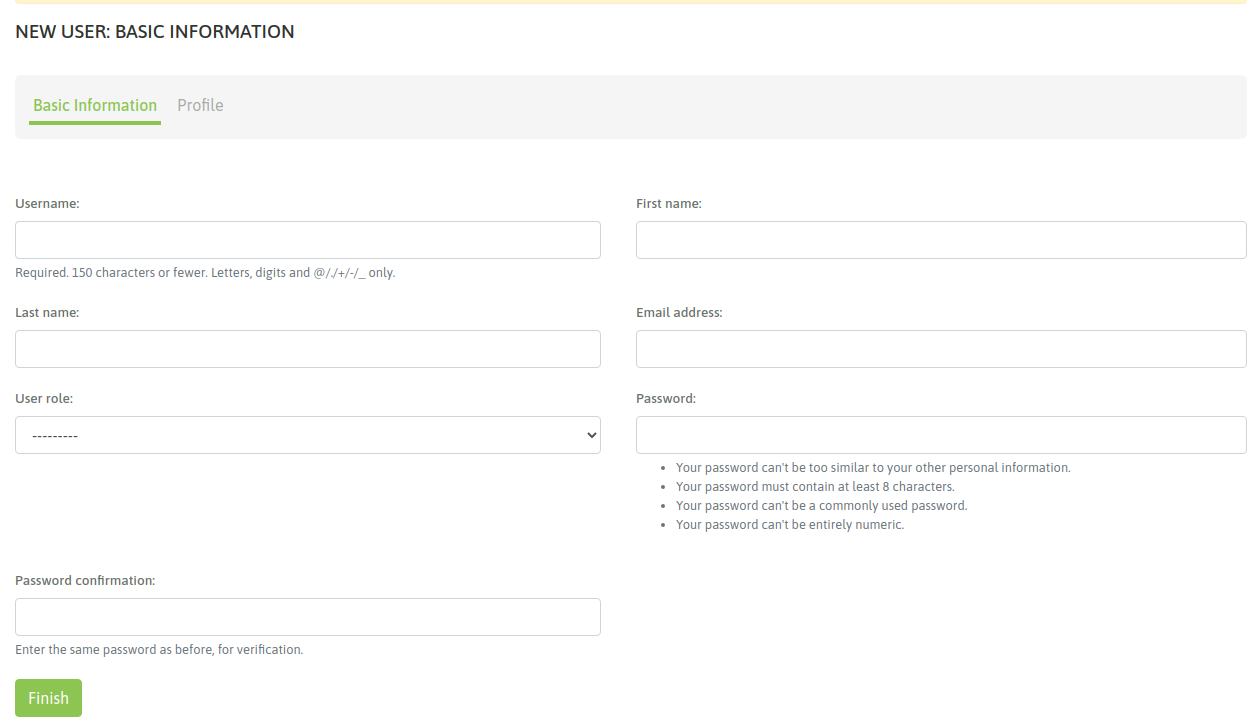 NEW USER: BASIC INFORMATION
Basic Information Profile
Username: First name:
Required. 150 characters or fewer. Letters, digits and @/./+/-/_ only.
Last name: Email address:
User role: Password:
---------
Your password can't be too similar to your other personal information.
Your password must contain at least 8 characters.
Your password can't be a commonly used password.
Your password can't be entirely numeric.
Password confirmation:
Enter the same password as before, for verification.
Finish